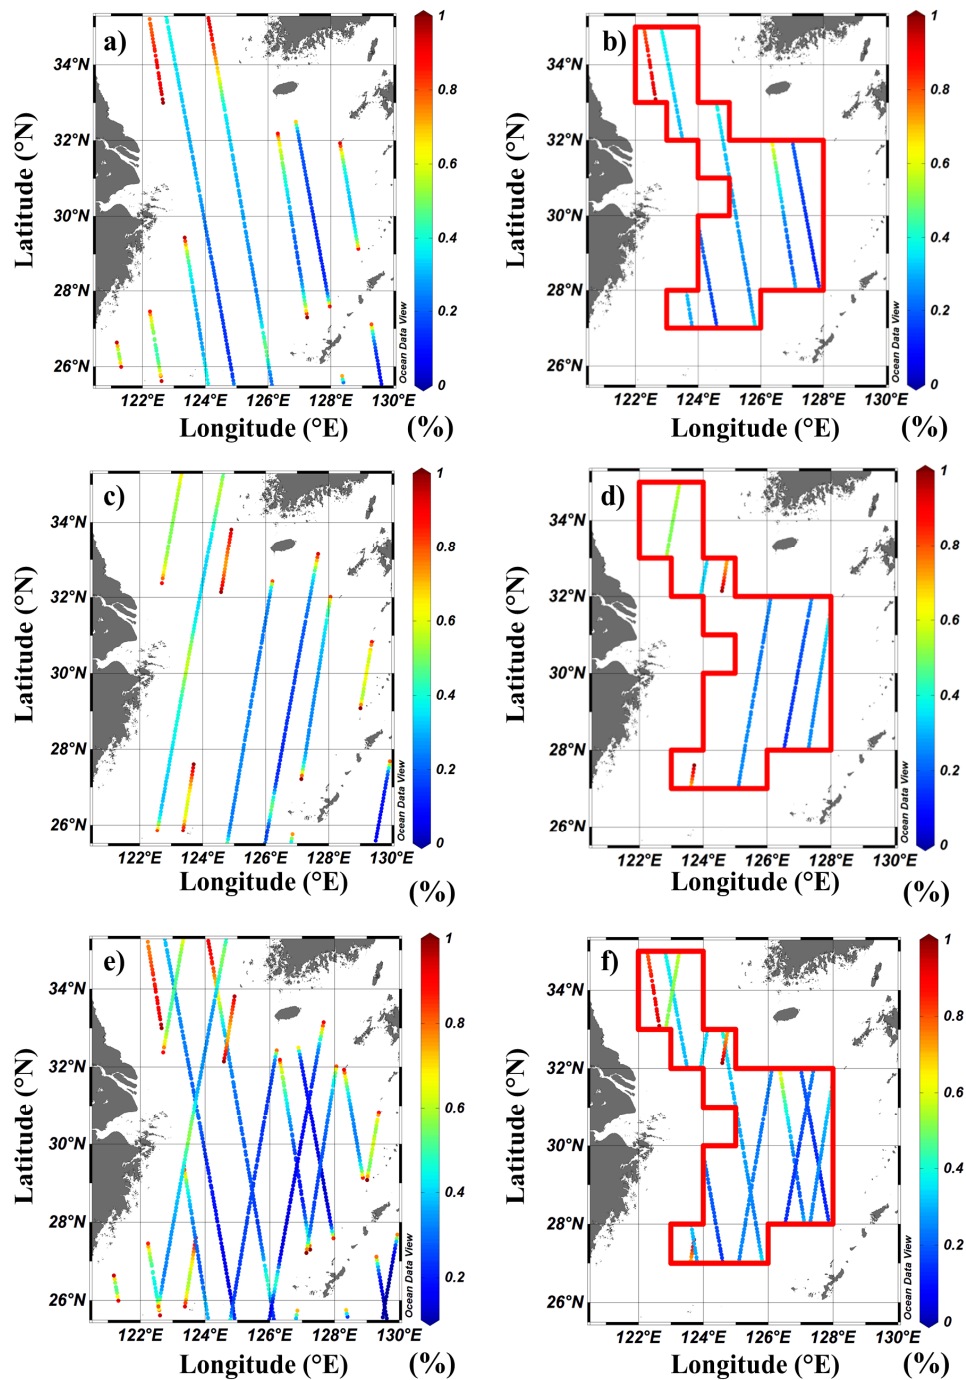 a)
34°N
32°N
30°N
28°N
26°N
122°E 124°E 126°E 128°E 130°E
Latitude (°N)
Longitude (°E)
Ocean Data View
1
0.8
0.6
0.4
0.2
0
(%)
b)
34°N
32°N
30°N
28°N
26°N
122°E 124°E 126°E 128°E 130°E
Latitude (°N)
Longitude (°E)
Ocean Data View
1
0.8
0.6
0.4
0.2
0
(%)
c)
34°N
32°N
30°N
28°N
26°N
122°E 124°E 126°E 128°E 130°E
Latitude (°N)
Longitude (°E)
Ocean Data View
1
0.8
0.6
0.4
0.2
0
(%)
d)
34°N
32°N
30°N
28°N
26°N
122°E 124°E 126°E 128°E 130°E
Latitude (°N)
Longitude (°E)
Ocean Data View
1
0.8
0.6
0.4
0.2
0
(%)
e)
34°N
32°N
30°N
28°N
26°N
122°E 124°E 126°E 128°E 130°E
Latitude (°N)
Longitude (°E)
Ocean Data View
1
0.8
0.6
0.4
0.2
(%)
f)
34°N
32°N
30°N
28°N
26°N
122°E 124°E 126°E 128°E 130°E
Latitude (°N)
Longitude (°E)
Ocean Data View
1
0.8
0.6
0.4
0.2
0
(%)